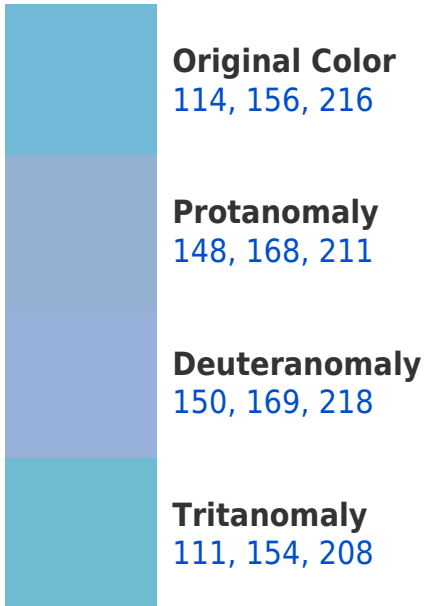 Original Color
114, 156, 216
Protanomaly
148, 168, 211
Deuteranomaly
150, 169, 218
Tritanomaly
111, 154, 208